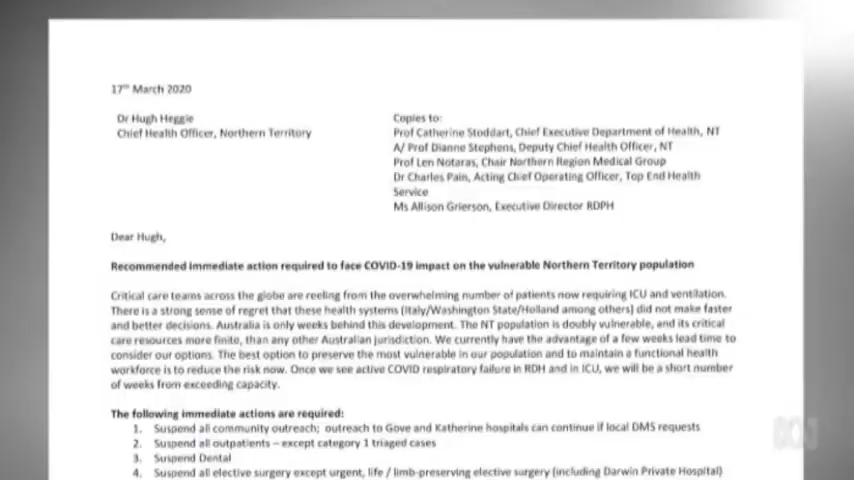 17th March 2020
Dr Hugh Heggie
Chief Health Officer, Northern Territory
Copies to:
Prof Catherine Stoddart, Chief Executive Department of Health, NT
A/ Prof Dianne Stephens, Deputy Chief Health Officer, NT
Prof Len Notaras, Chair Northern Region Medical Group
Dr Charles Pain, Acting Chief Operating Officer, Top End Health
Service
Ms Allison Grierson, Executive Director RDPH
Dear Hugh,
Recommended immediate action required to face COVID-19 impact on the vulnerable Northern Territory population
Critical care teams across the globe are reeling from the overwhelming number of patients now requiring ICU and ventilation.
There is a strong sense of regret that these health systems (Italy/Washington State/Holland among others) did not make faster
and better decisions. Australia is only weeks behind this development. The NT population is doubly vulnerable, and its critical
care resources more finite, than any other Australian jurisdiction. We currently have the advantage of a few weeks lead time to
consider our options. The best option to preserve the most vulnerable in our population and to maintain a functional health
workforce is to reduce the risk now. Once we see active COVID respiratory failure in RDH and in ICU, we will be a short number
of weeks from exceeding capacity.
The following immediate actions are required:
1. Suspend all community outreach; outreach to Gove and Katherine hospitals can continue if local DMS requests
2. Suspend all outpatients – except category 1 triaged cases
3. Suspend Dental
4. Suspend all elective surgery except urgent, life / limb-preserving elective surgery (including Darwin Private Hospital)